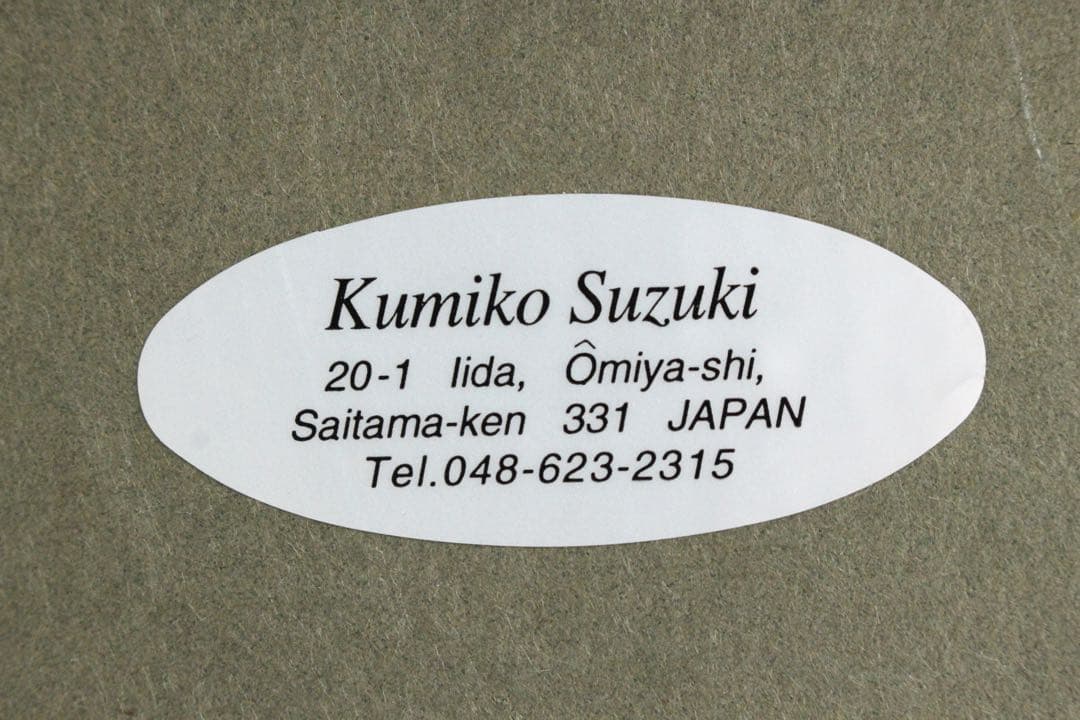 Kumiko Suzuki
20-1 Iida, Ômiya-shi,
Saitama-ken 331 JAPAN
Tel.048-623-2315